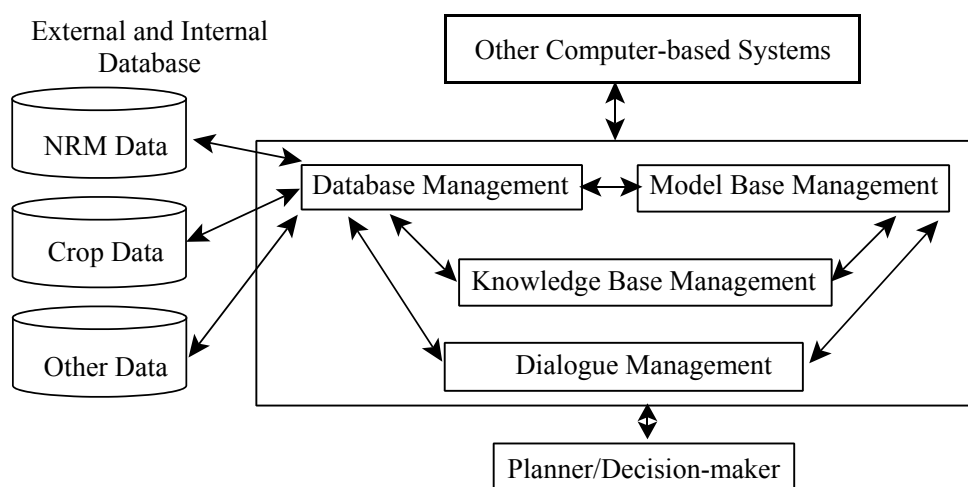 External and Internal
Database
Other Computer-based Systems
NRM Data
Database Management
Model Base Management
Crop Data
Knowledge Base Management
Other Data
Dialogue Management
Planner/Decision-maker